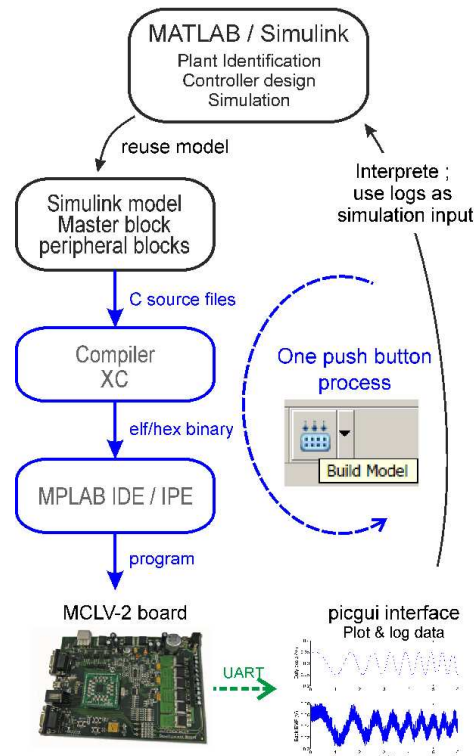 MATLAB / Simulink
Plant Identification
Controller design
Simulation
reuse model
Interprete ;
use logs as
simulation input
Simulink model
Master block
peripheral blocks
C source files
Compiler
XC
One push button
process
Build Model
elf/hex binary
MPLAB IDE / IPE
program
MCLV-2 board
picgui interface
Plot & log data
UART